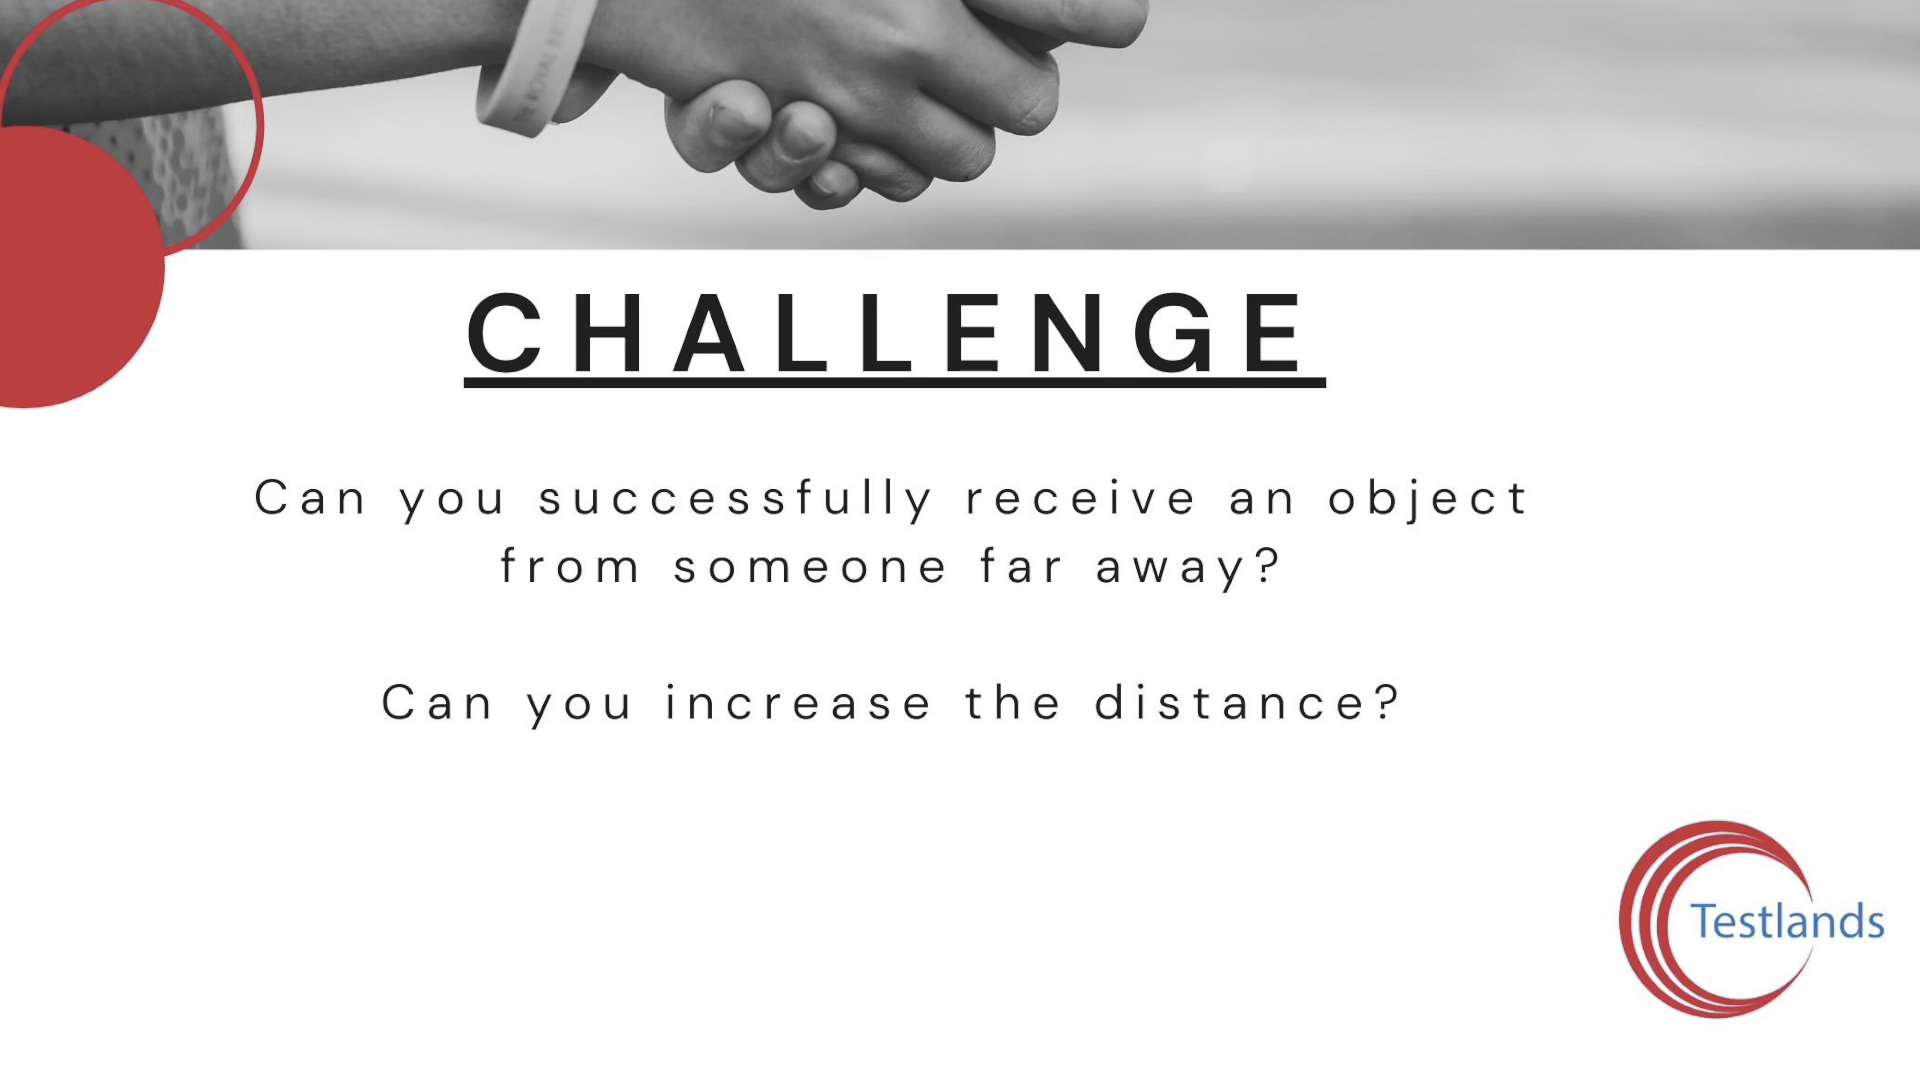 CHALLENGE
Can you successfully receive an object
from someone far away?
Can you increase the distance?
Testlands